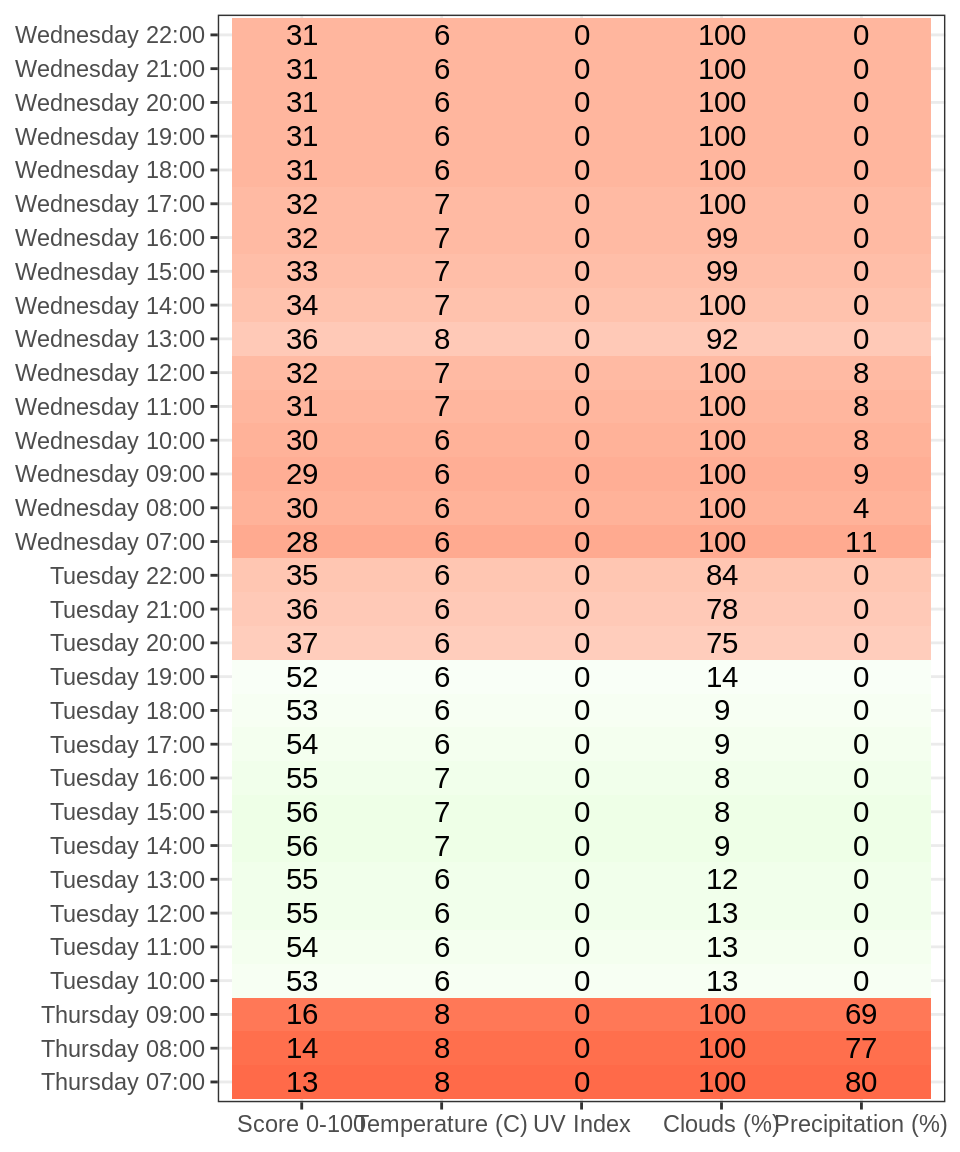 Wednesday 22:00 31 6 0 100 0
Wednesday 21:00 31 6 0 100 0
Wednesday 20:00 31 6 0 100 0
Wednesday 19:00 31 6 0 100 0
Wednesday 18:00 31 6 0 100 0
Wednesday 17:00 32 7 0 100 0
Wednesday 16:00 32 7 0 99 0
Wednesday 15:00 33 7 0 99 0
Wednesday 14:00 34 7 0 100 0
Wednesday 13:00 36 8 0 92 0
Wednesday 12:00 32 7 0 100 8
Wednesday 11:00 31 7 0 100 8
Wednesday 10:00 30 6 0 100 8
Wednesday 09:00 29 6 0 100 9
Wednesday 08:00 30 6 0 100 4
Wednesday 07:00 28 6 0 100 11
Tuesday 22:00 35 6 0 84 0
Tuesday 21:00 36 6 0 78 0
Tuesday 20:00 37 6 0 75 0
Tuesday 19:00 52 6 0 14 0
Tuesday 18:00 53 6 0 9 0
Tuesday 17:00 54 6 0 9 0
Tuesday 16:00 55 7 0 8 0
Tuesday 15:00 56 7 0 8 0
Tuesday 14:00 56 7 0 9 0
Tuesday 13:00 55 6 0 12 0
Tuesday 12:00 55 6 0 13 0
Tuesday 11:00 54 6 0 13 0
Tuesday 10:00 53 6 0 13 0
Thursday 09:00 16 8 0 100 69
Thursday 08:00 14 8 0 100 77
Thursday 07:00 13 8 0 100 80
Score 0-100 Temperature (C) UV Index Clouds (%) Precipitation (%)